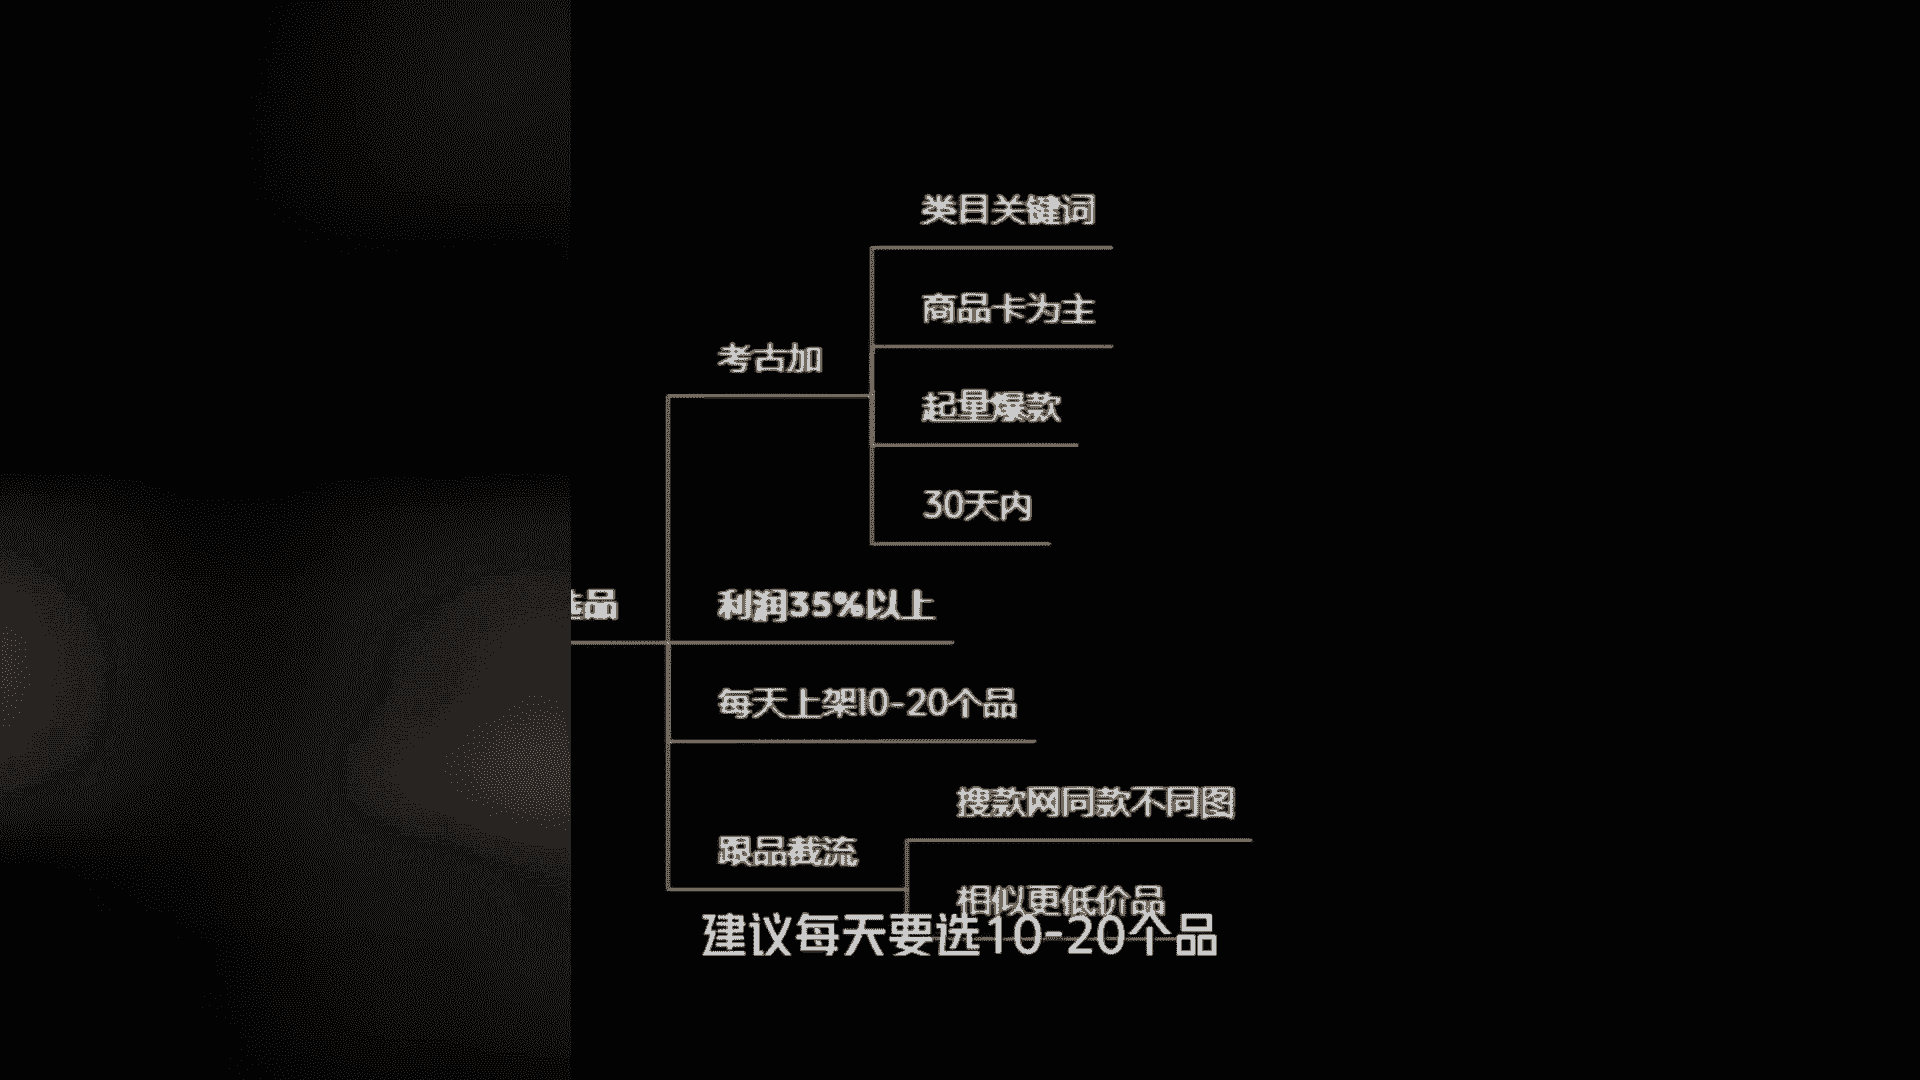 类目关键词
商品卡为主
考古加
起量爆款
30天内
品
利润35%以上
每天上架10-20个品
搜款网同款不同图
跟品截流
相似更低价品
建议每天要选10-20个品